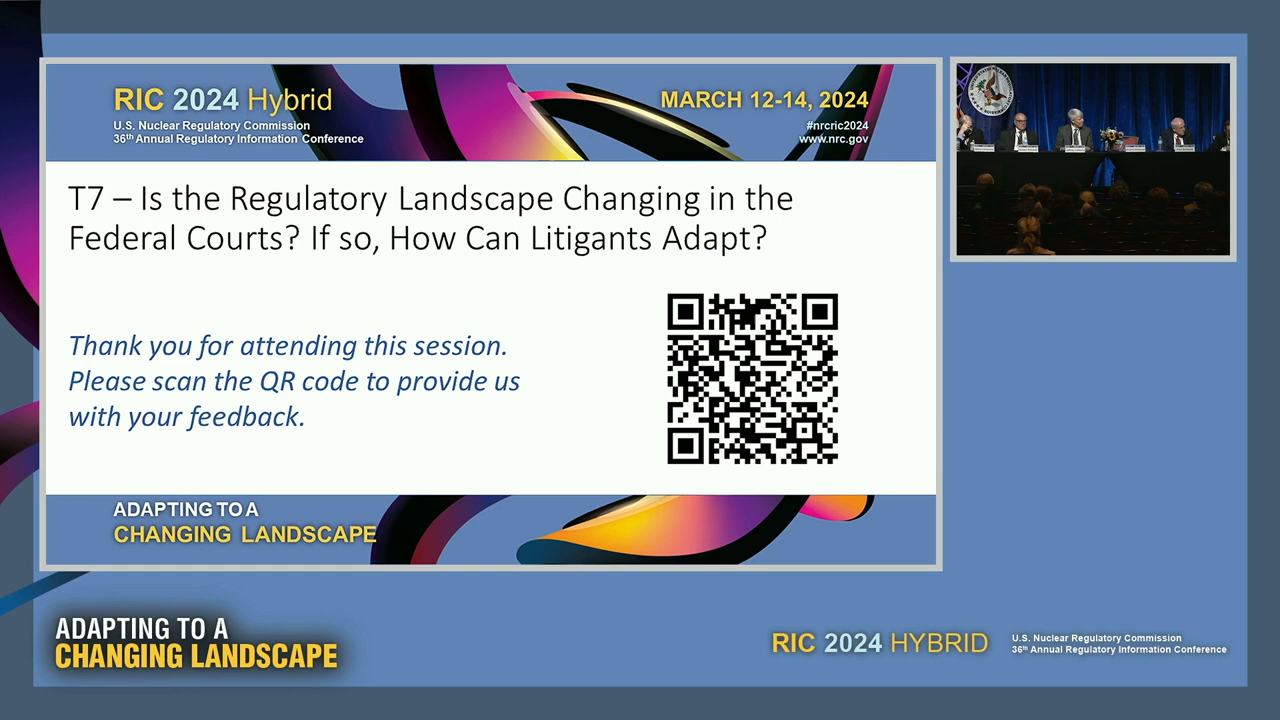 RIC 2024 Hybrid
U.S. Nuclear Regulatory Commission
36th Annual Regulatory Information Conference
MARCH 12-14, 2024
#nrcric2024
www.nrc.gov
T7 – Is the Regulatory Landscape Changing in the
Federal Courts? If so, How Can Litigants Adapt?
Thank you for attending this session.
Please scan the QR code to provide us
with your feedback.
ADAPTING TO A
CHANGING LANDSCAPE
ADAPTING TO A
CHANGING LANDSCAPE
RIC 2024 HYBRID
U.S. Nuclear Regulatory Commission
36th Annual Regulatory Information Conference